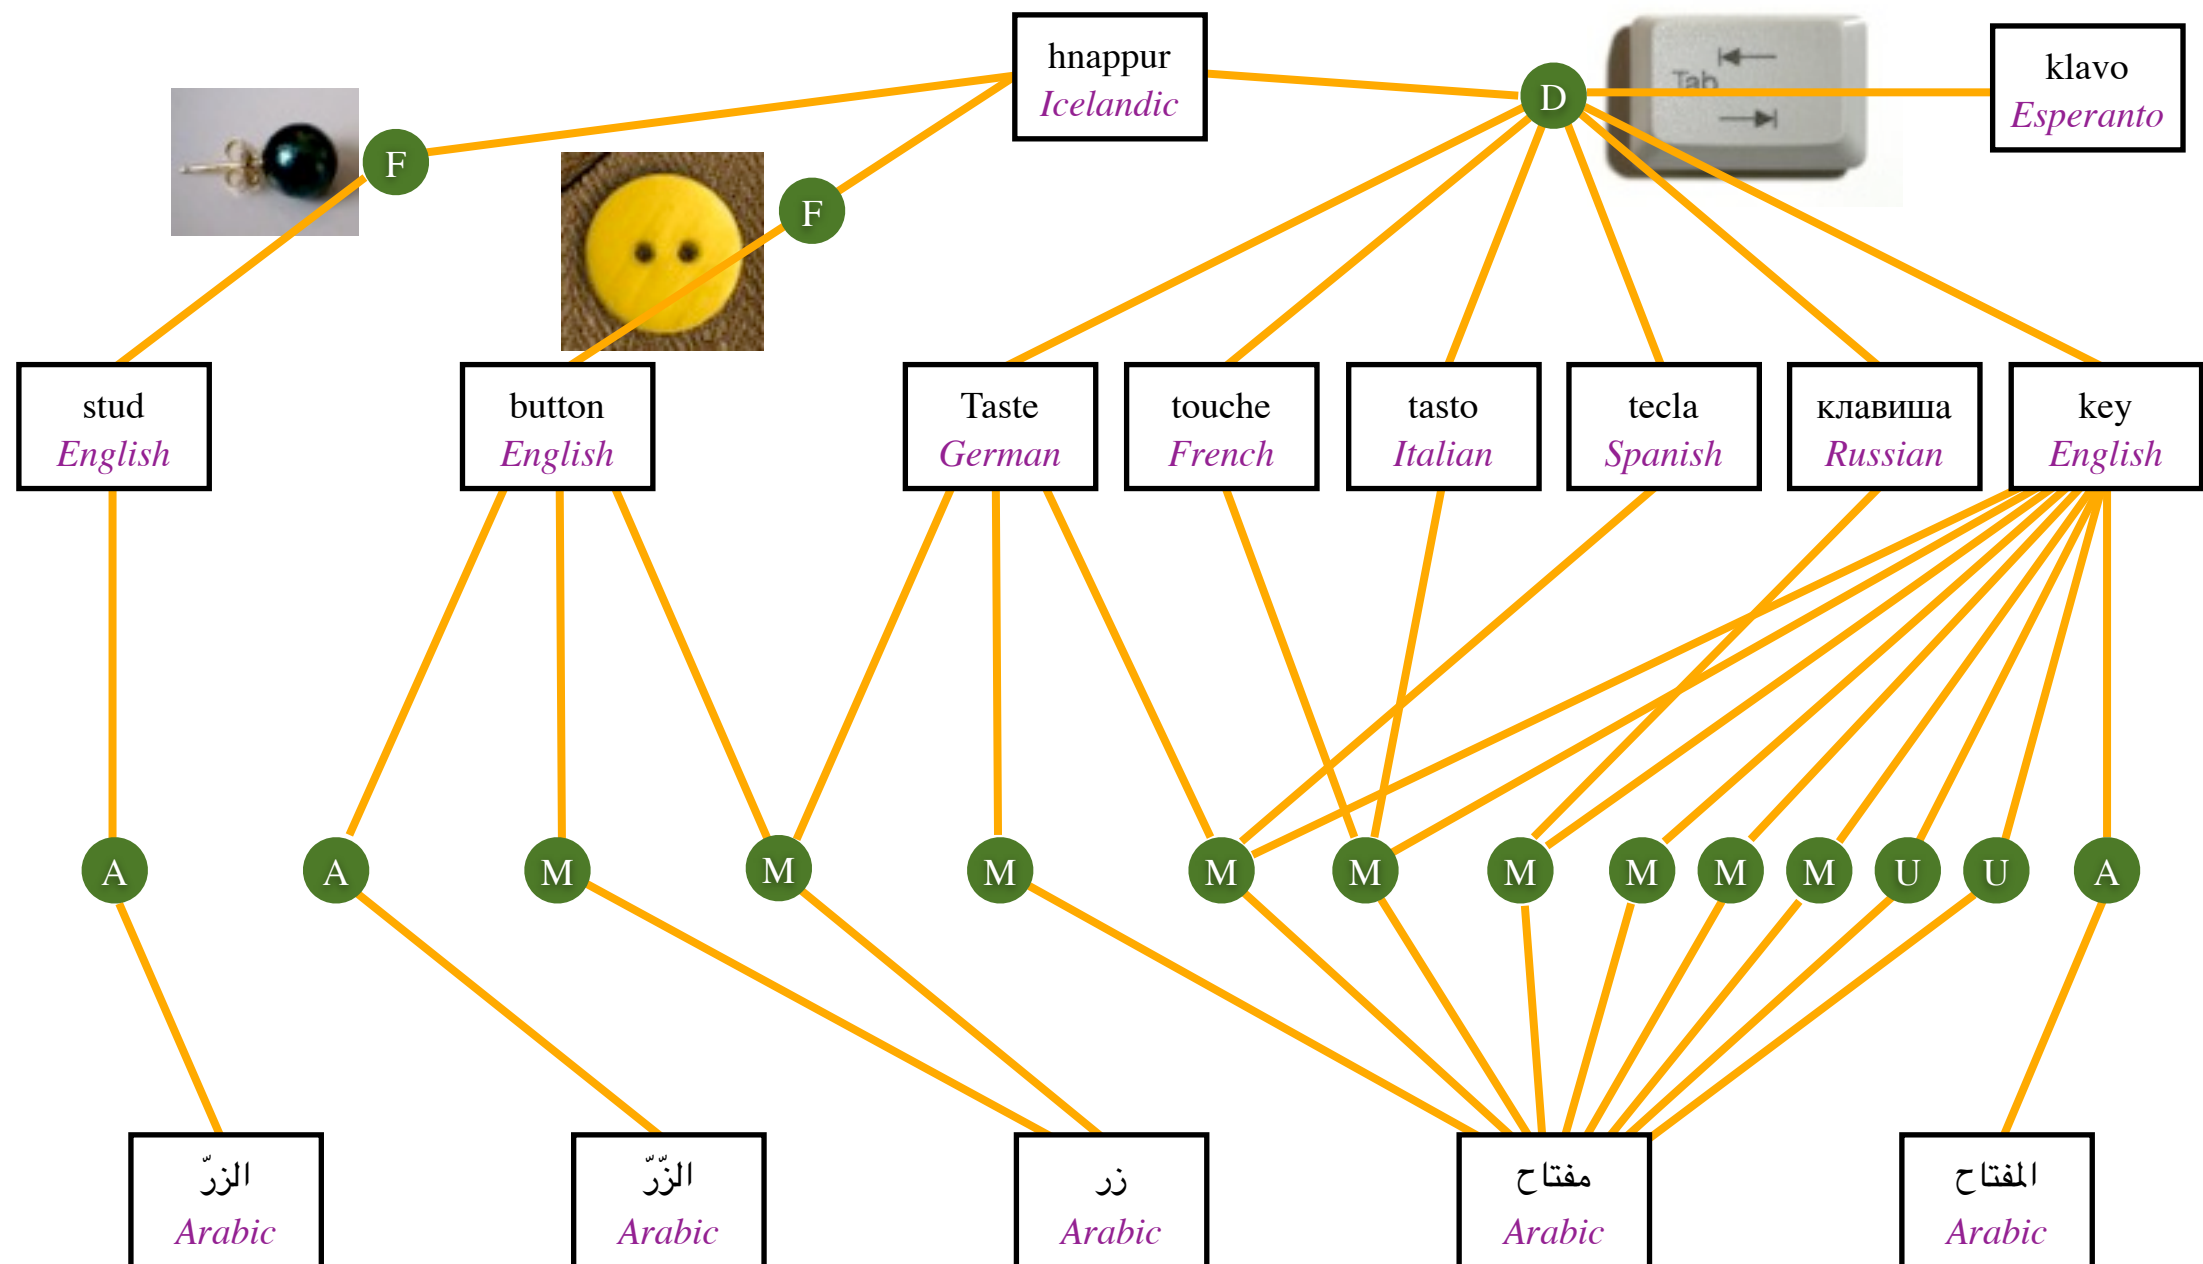 hnappur
Icelandic
D
Tab
klavo
Esperanto
F
F
stud
English
button
English
Taste
German
touche
French
tasto
Italian
tecla
Spanish
клавиша
Russian
key
English
A
A
M
M
M
M
M
M
M
M
M
U
U
A
الزرّ
Arabic
الزّرّ
Arabic
زر
Arabic
مفتاح
Arabic
المفتاح
Arabic